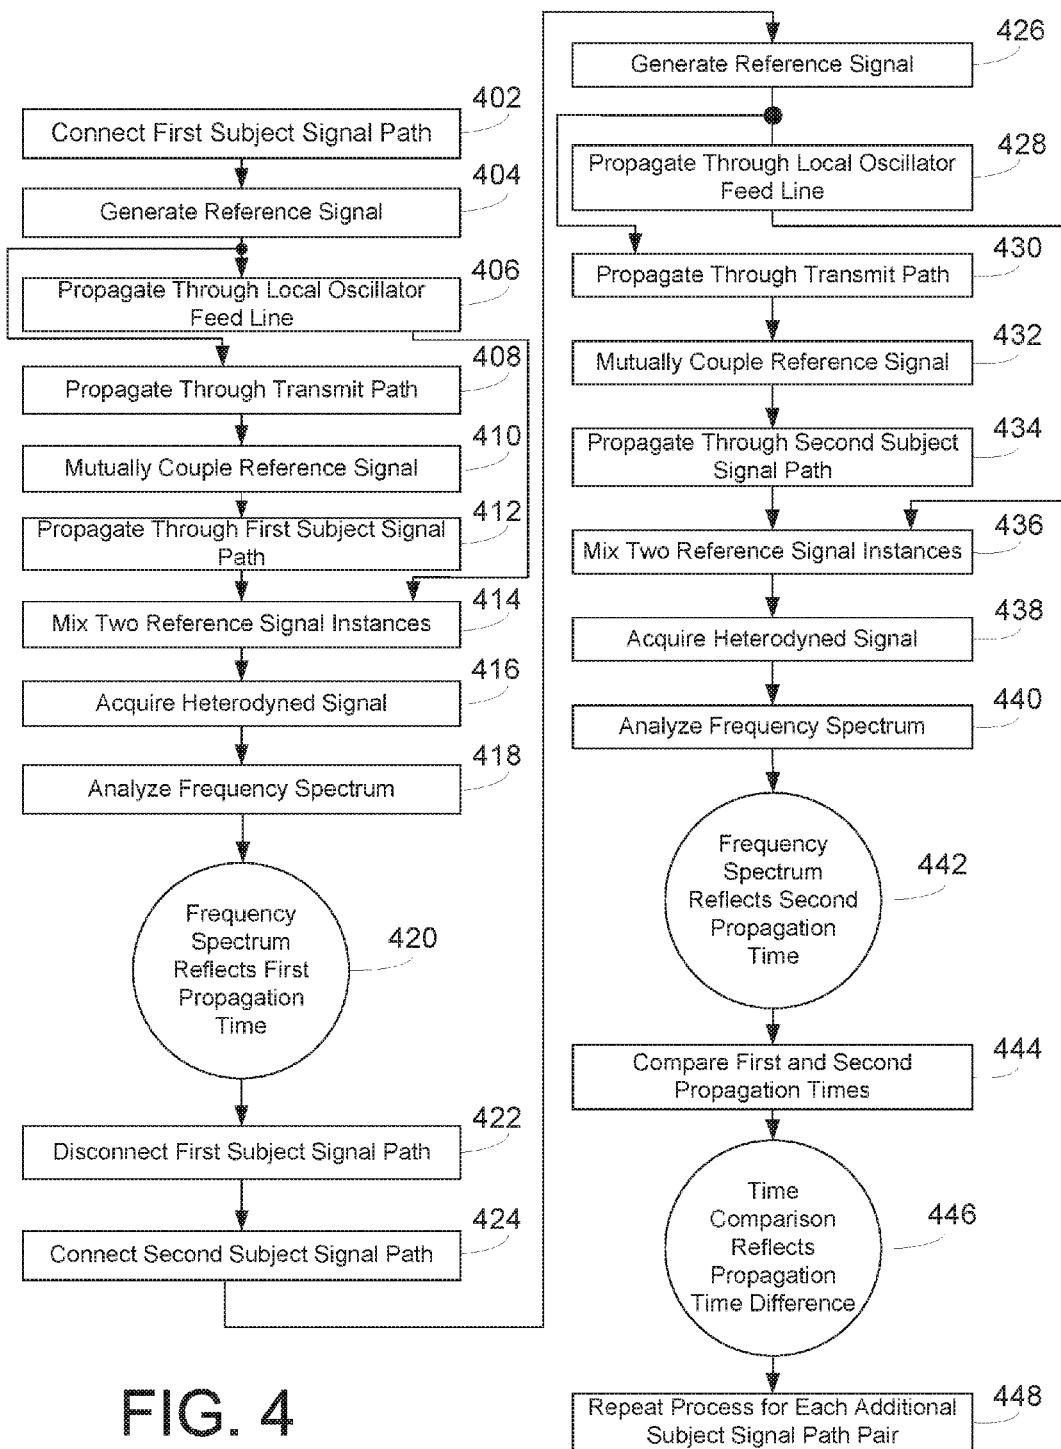 402
Connect First Subject Signal Path
404
Generate Reference Signal
406
Propagate Through Local Oscillator
Feed Line
408
Propagate Through Transmit Path
410
Mutually Couple Reference Signal
412
Propagate Through First Subject Signal
Path
414
Mix Two Reference Signal Instances
416
Acquire Heterodyned Signal
418
Analyze Frequency Spectrum
Frequency
Spectrum
Reflects First
Propagation
Time
420
422
Disconnect First Subject Signal Path
424
Connect Second Subject Signal Path
426
Generate Reference Signal
428
Propagate Through Local Oscillator
Feed Line
430
Propagate Through Transmit Path
432
Mutually Couple Reference Signal
434
Propagate Through Second Subject
Signal Path
436
Mix Two Reference Signal Instances
438
Acquire Heterodyned Signal
440
Analyze Frequency Spectrum
Frequency
Spectrum
Reflects Second
Propagation
Time
442
444
Compare First and Second
Propagation Times
Time
Comparison
Reflects
Propagation
Time Difference
446
448
Repeat Process for Each Additional
Subject Signal Path Pair
FIG. 4